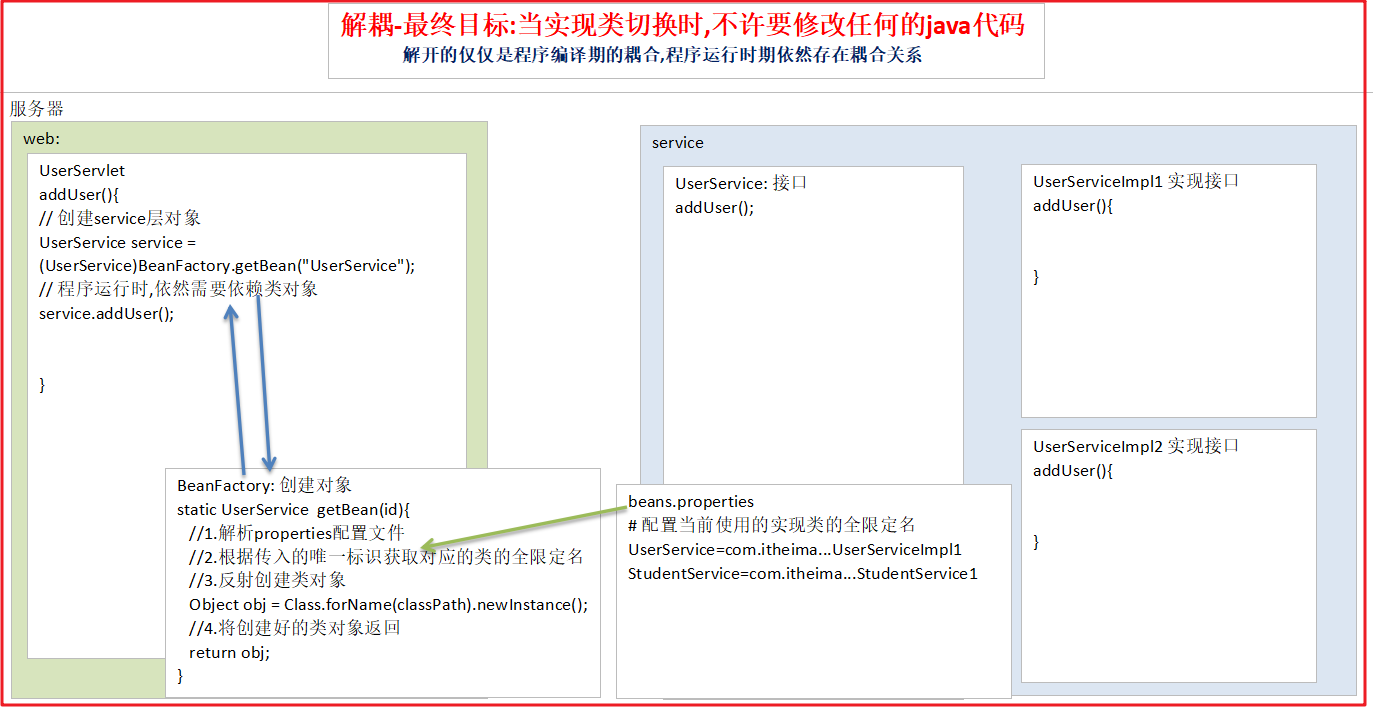 解耦-最终目标:当实现类切换时,不许要修改任何的java代码
解开的仅仅是程序编译期的耦合,程序运行时期依然存在耦合关系
服务器
web:
UserServlet
addUser(){
// 创建service层对象
UserService service =
(UserService)BeanFactory.getBean("UserService");
// 程序运行时,依然需要依赖类对象
service.addUser();
}
BeanFactory: 创建对象
static UserService  getBean(id){
//1.解析properties配置文件
//2.根据传入的唯一标识获取对应的类的全限定名
//3.反射创建类对象
Object obj = Class.forName(classPath).newInstance();
//4.将创建好的类对象返回
return obj;
}
service
UserService: 接口
addUser();
beans.properties
# 配置当前使用的实现类的全限定名
UserService=com.itheima...UserServiceImpl1
StudentService=com.itheima...StudentService1
UserServiceImpl1 实现接口
addUser(){
}
UserServiceImpl2 实现接口
addUser(){
}